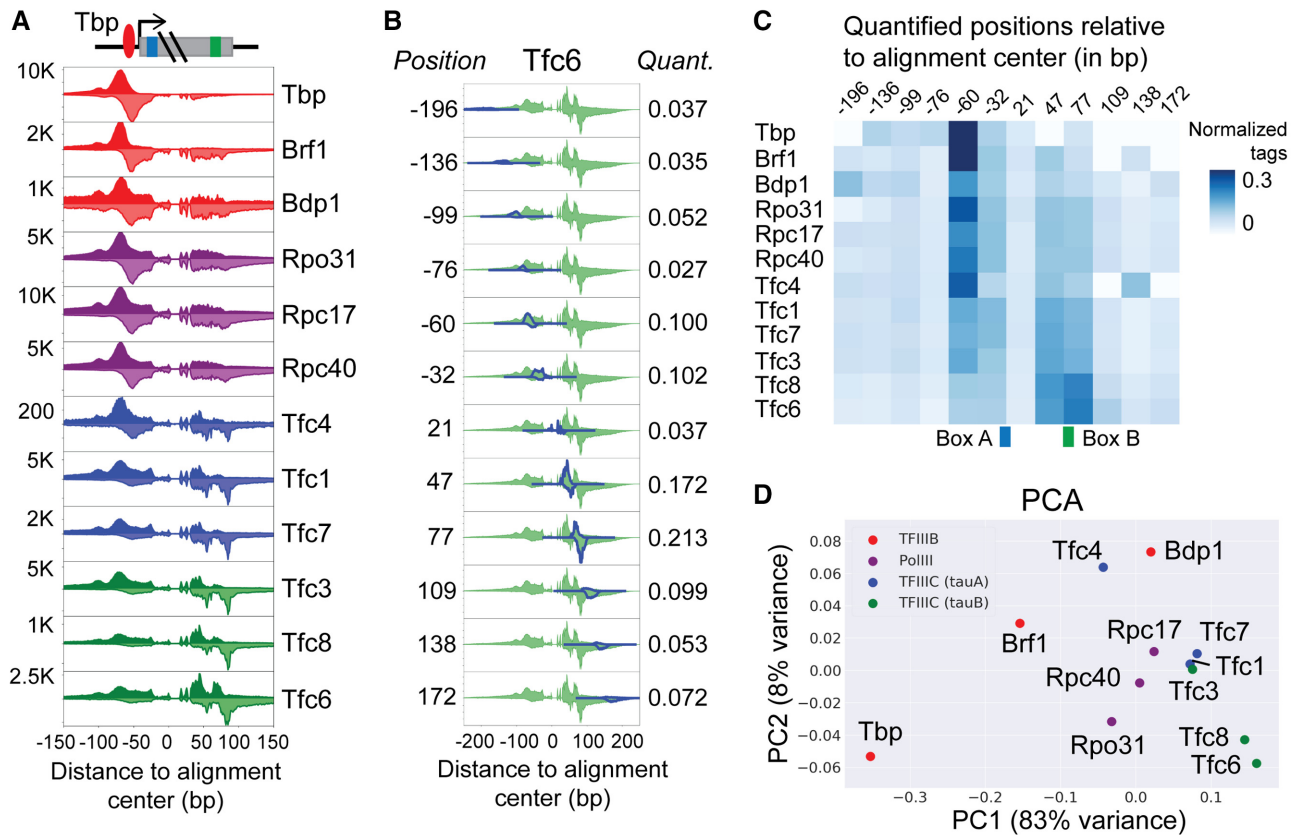 A
Tbp
10K
Tbp
2K
Brf1
1K
Bdp1
5K
Rpo31
10K
Rpc17
5K
Rpc40
200
Tfc4
5K
Tfc1
2K
Tfc7
5K
Tfc3
1K
Tfc8
2.5K
Tfc6
-150 -100 -50 0 50 100 150
Distance to alignment
center (bp)
B
Position Tfc6 Quant.
-196 0.037
-136 0.035
-99 0.052
-76 0.027
-60 0.100
-32 0.102
21 0.037
47 0.172
77 0.213
109 0.099
138 0.053
172 0.072
-200 -100 0 100 200
Distance to alignment
center (bp)
C
Quantified positions relative
to alignment center (in bp)
-196 -136 -99 -76 -60 -32 21 47 77 109 138 172
Tbp
Brf1
Bdp1
Rpo31
Rpc17
Rpc40
Tfc4
Tfc1
Tfc7
Tfc3
Tfc8
Tfc6
Normalized
tags
0.3
0
Box A Box B
D
PCA
PC2 (8% variance)
0.08
0.06
0.04
0.02
0.00
−0.02
−0.04
−0.06
TFIIIB
PolIII
TFIIIC (tauA)
TFIIIC (tauB)
Tfc4
Bdp1
Brf1
Rpc17
Tfc7
Tfc1
Rpc40
Tfc3
Rpo31
Tbp
Tfc8
Tfc6
−0.3 −0.2 −0.1 0.0 0.1
PC1 (83% variance)